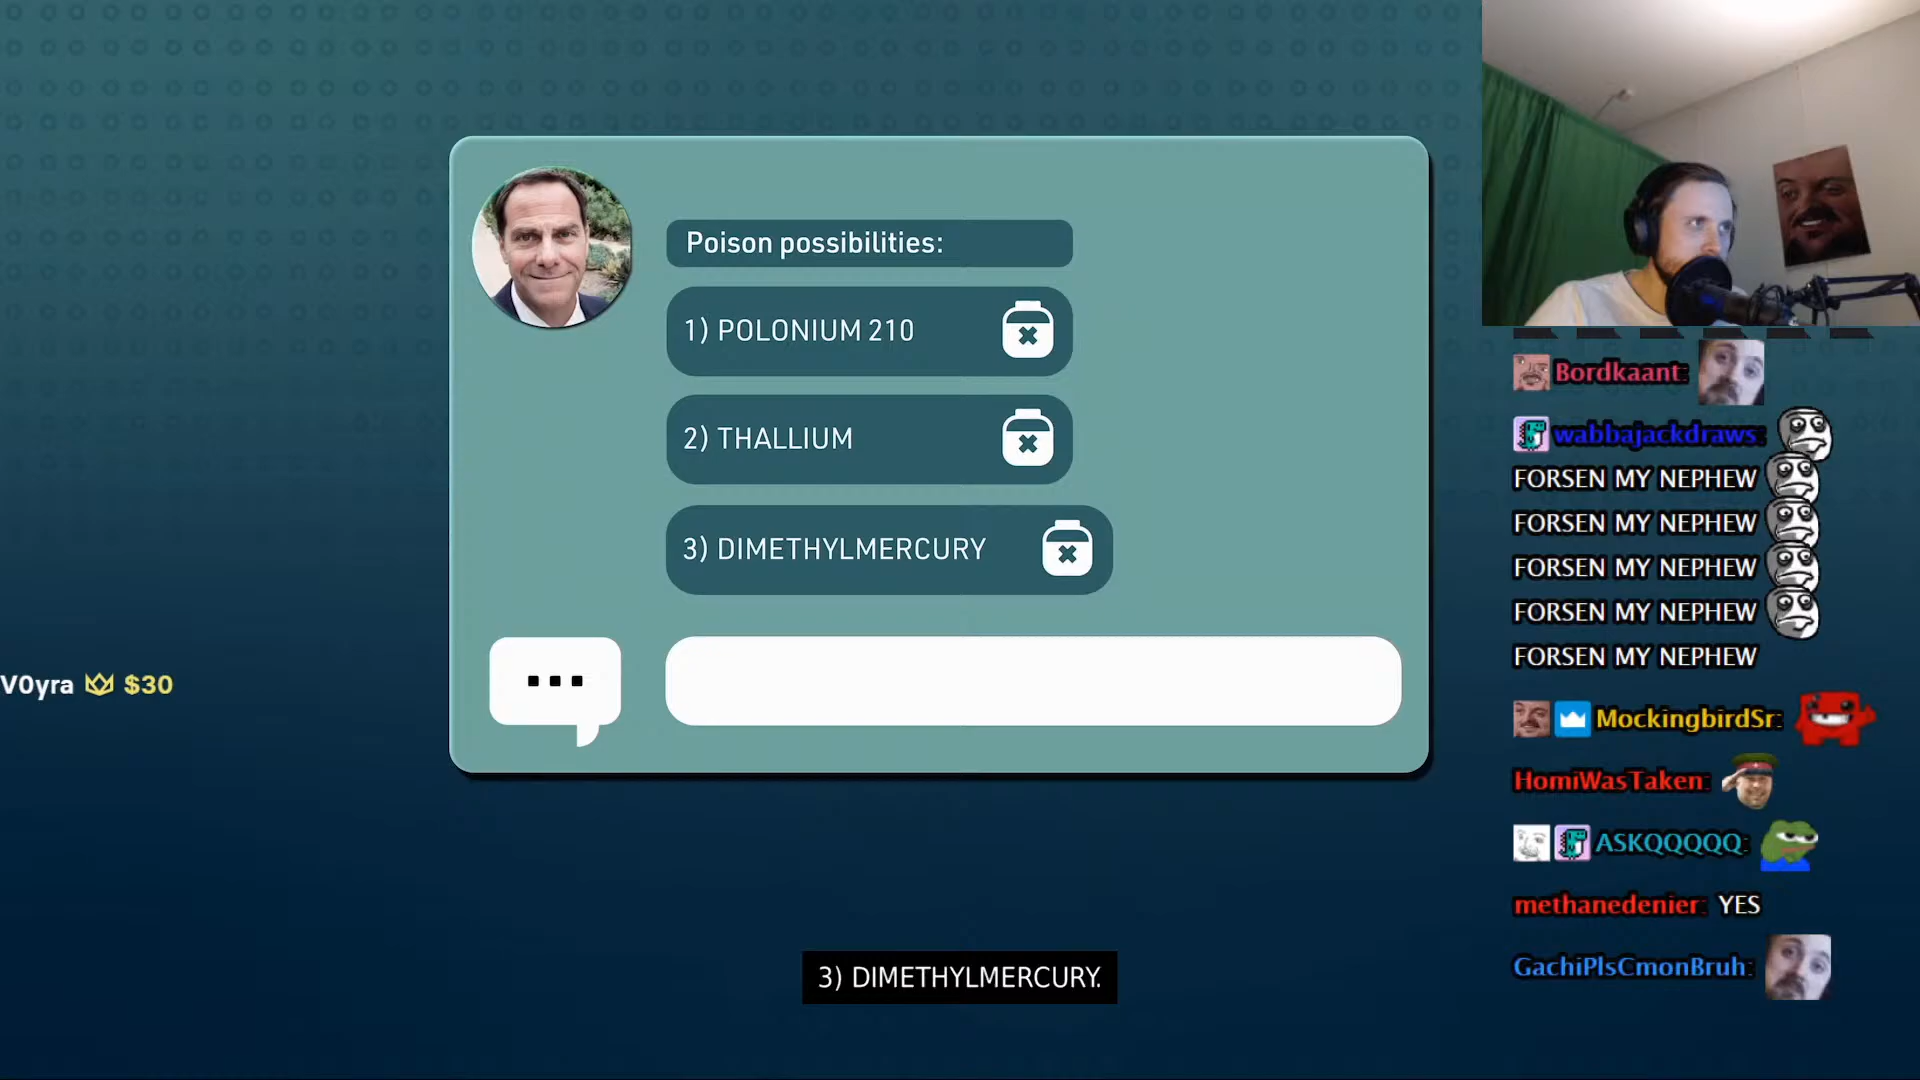 Poison possibilities:
1) POLONIUM 210
2) THALLIUM
3) DIMETHYLMERCURY
V0yra $30
3) DIMETHYLMERCURY.
Bordkaant:
wabbajackdraws:
FORSEN MY NEPHEW
FORSEN MY NEPHEW
FORSEN MY NEPHEW
FORSEN MY NEPHEW
FORSEN MY NEPHEW
MockingbirdSr:
HomiWasTaken:
ASKQQQQQ:
methanedenier: YES
GachiPlsCmonBruh: